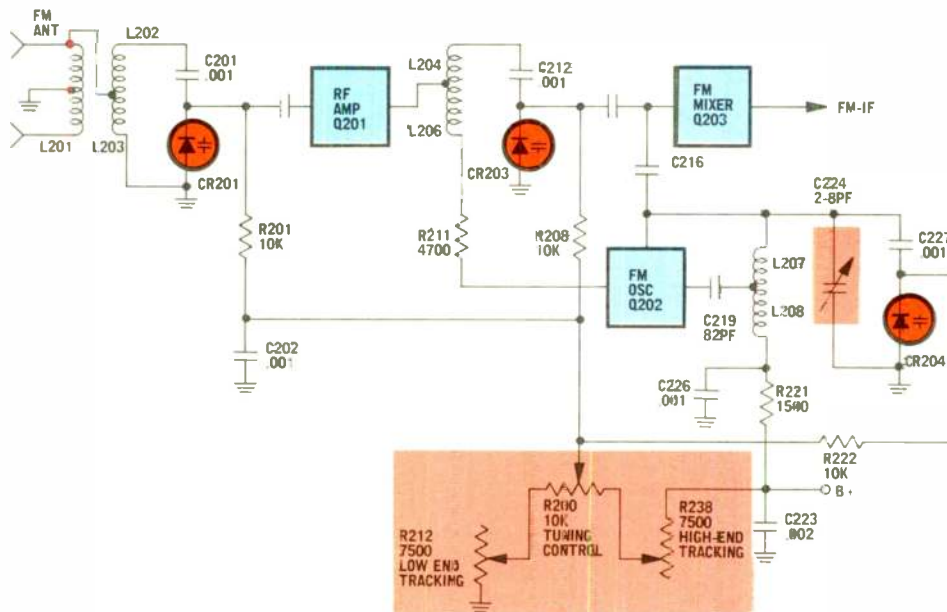 FM
ANT
L202
C201
.001
L201
L203
CR201
R201
10K
C202
.001
RF
AMP
Q201
L204
L206
C212
.001
CR203
R211
4700
R208
10K
FM
MIXER
Q203
FM-IF
C216
FM
OSC
Q202
C219
82PF
L207
L208
C224
2-8PF
C227
.001
CR204
C226
.001
R221
1500
R222
10K
B+
C223
.002
R212
7500
LOW END
TRACKING
R200
10K
TUNING
CONTROL
R238
7500
HIGH-END
TRACKING